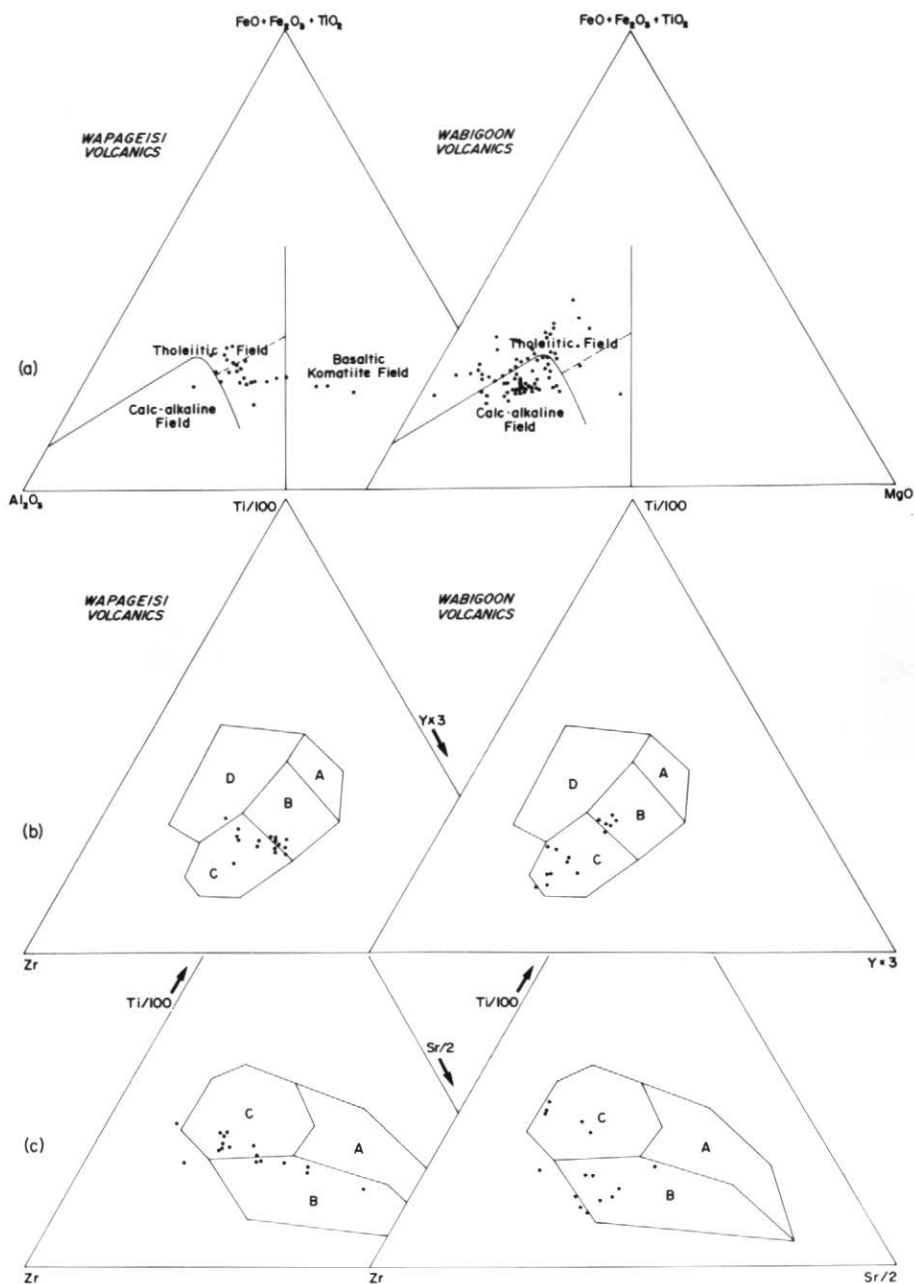 FeO + Fe₂O₃ + TiO₂
FeO + Fe₂O₃ + TiO₂
WAPAGEISI
VOLCANICS
WABIGOON
VOLCANICS
(a)
Tholeiitic Field
Basaltic
Komatiite Field
Calc-alkaline
Field
Tholeiitic Field
Calc-alkaline
Field
Al₂O₃
MgO
Ti/100
Ti/100
WAPAGEISI
VOLCANICS
WABIGOON
VOLCANICS
Y×3
(b)
D
A
B
C
D
A
B
C
Zr
Y×3
Ti/100
Ti/100
Sr/2
(c)
C
A
B
C
A
B
Zr
Zr
Sr/2